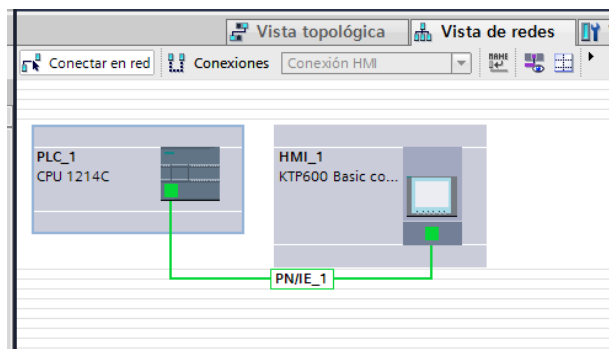 Vista topológica
Vista de redes
Conectar en red
Conexiones
Conexión HMI
NAME
PLC_1
CPU 1214C
HMI_1
KTP600 Basic co...
PN/IE_1